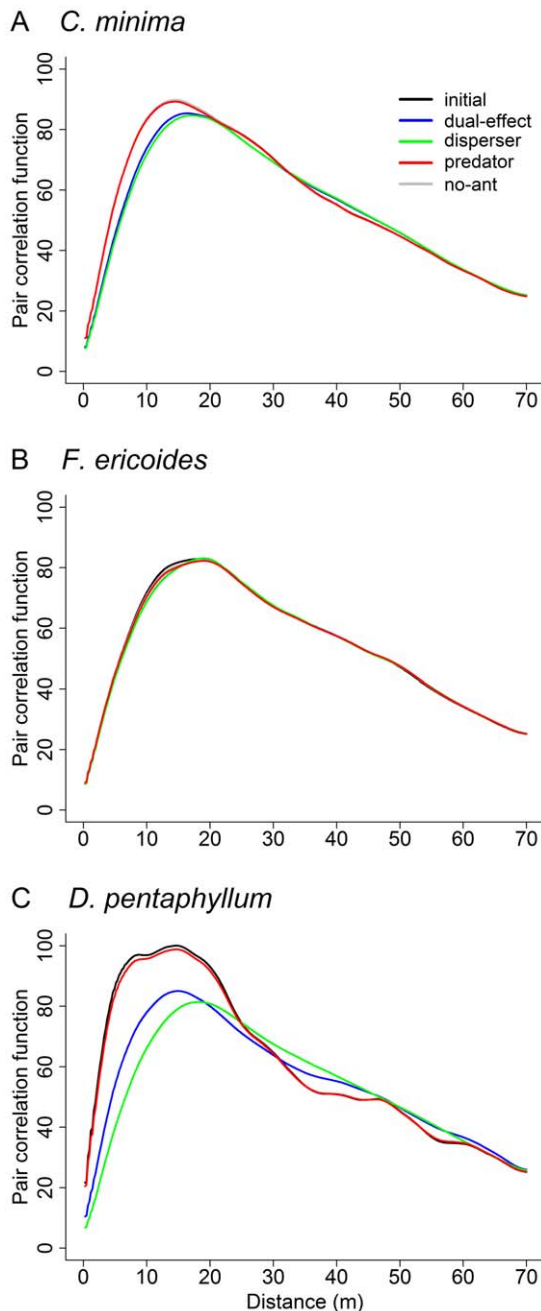 A C. minima
Pair correlation function
0 20 40 60 80 100
initial
dual-effect
disperser
predator
no-ant
0 10 20 30 40 50 60 70
B F. ericoides
Pair correlation function
0 20 40 60 80 100
0 10 20 30 40 50 60 70
C D. pentaphyllum
Pair correlation function
0 20 40 60 80 100
0 10 20 30 40 50 60 70
Distance (m)